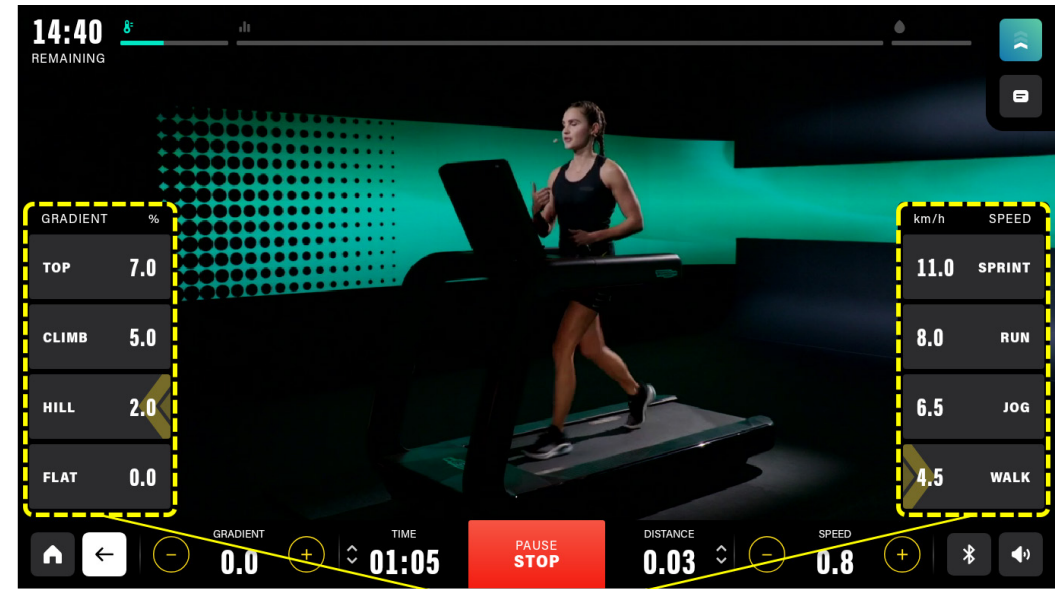 14:40
REMAINING
GRADIENT %
TOP 7.0
CLIMB 5.0
HILL 2.0
FLAT 0.0
km/h SPEED
11.0 SPRINT
8.0 RUN
6.5 JOG
4.5 WALK
GRADIENT
0.0
TIME
01:05
PAUSE
STOP
DISTANCE
0.03
SPEED
0.8